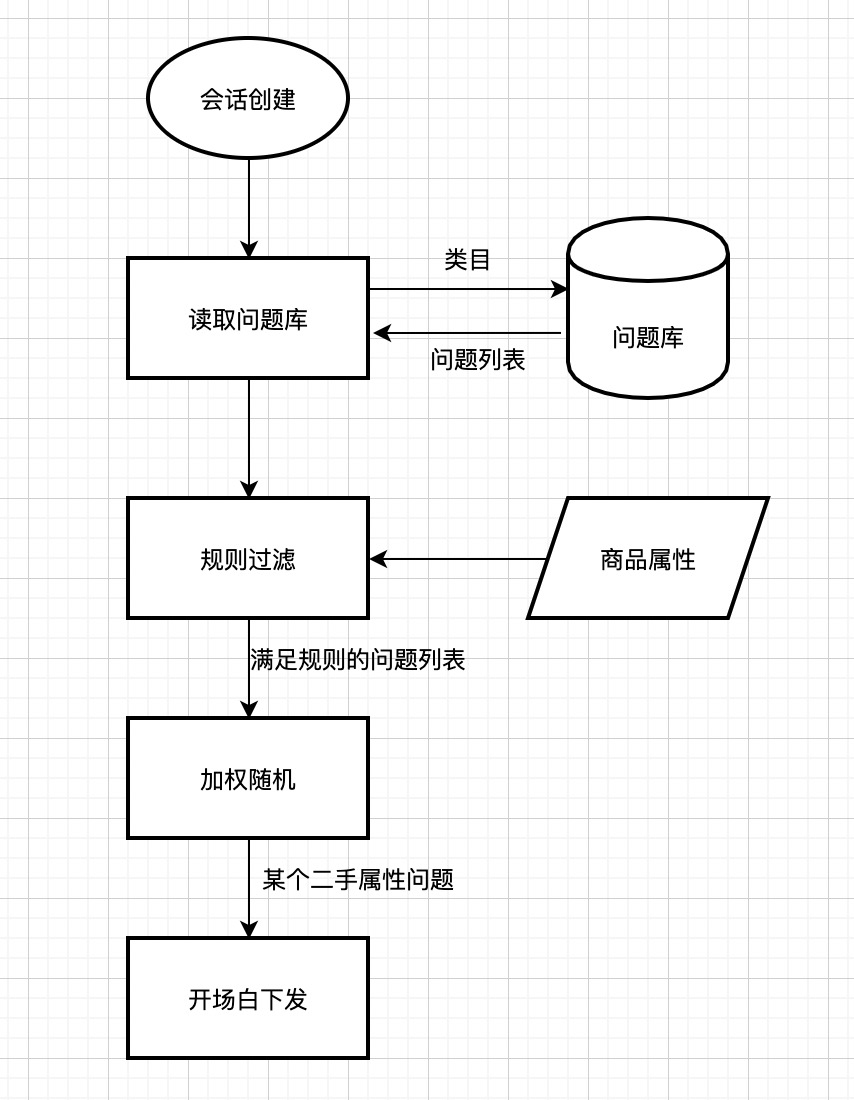 会话创建
类目
读取问题库
问题库
问题列表
规则过滤
商品属性
满足规则的问题列表
加权随机
某个二手属性问题
开场白下发